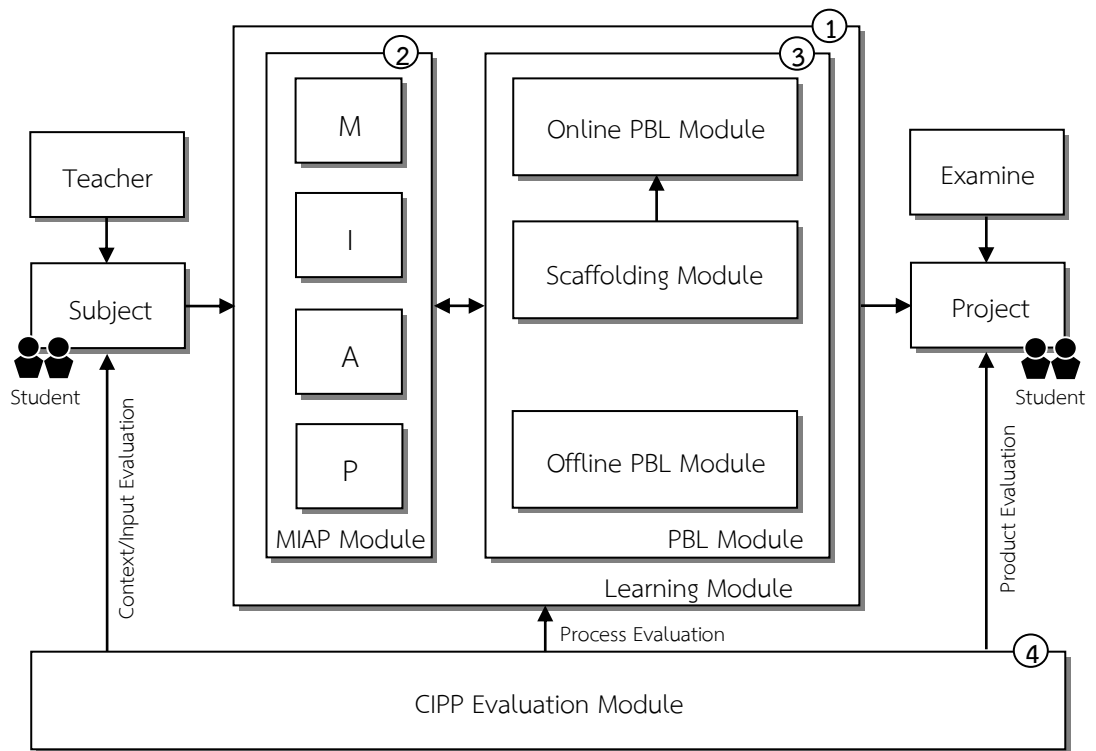 1
2
3
M
Online PBL Module
Teacher
Examine
I
Scaffolding Module
Subject
Project
A
Student
Student
P
Offline PBL Module
Context/Input Evaluation
Product Evaluation
MIAP Module
PBL Module
Learning Module
Process Evaluation
4
CIPP Evaluation Module